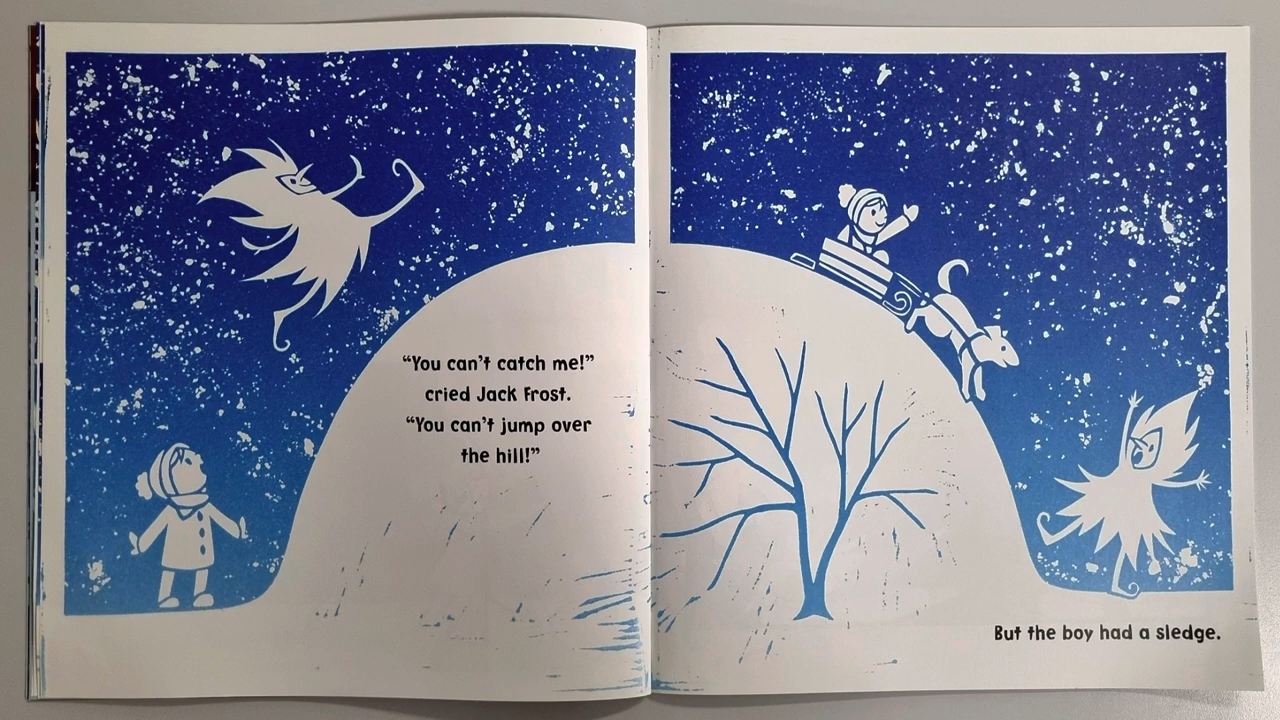 “You can’t catch me!”
cried Jack Frost.
“You can’t jump over
the hill!”
But the boy had a sledge.